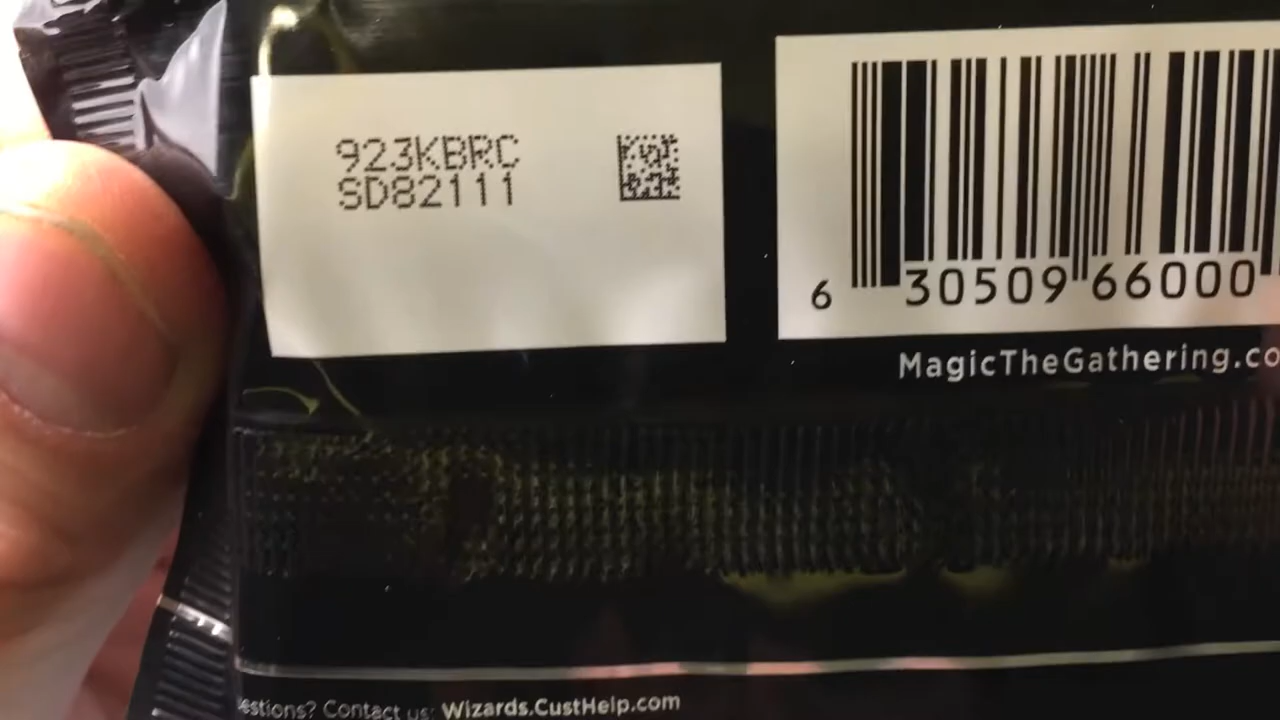 923KBRC
SD82111
6 30509 66000
MagicTheGathering.co
estions? Contact us: Wizards.CustHelp.com